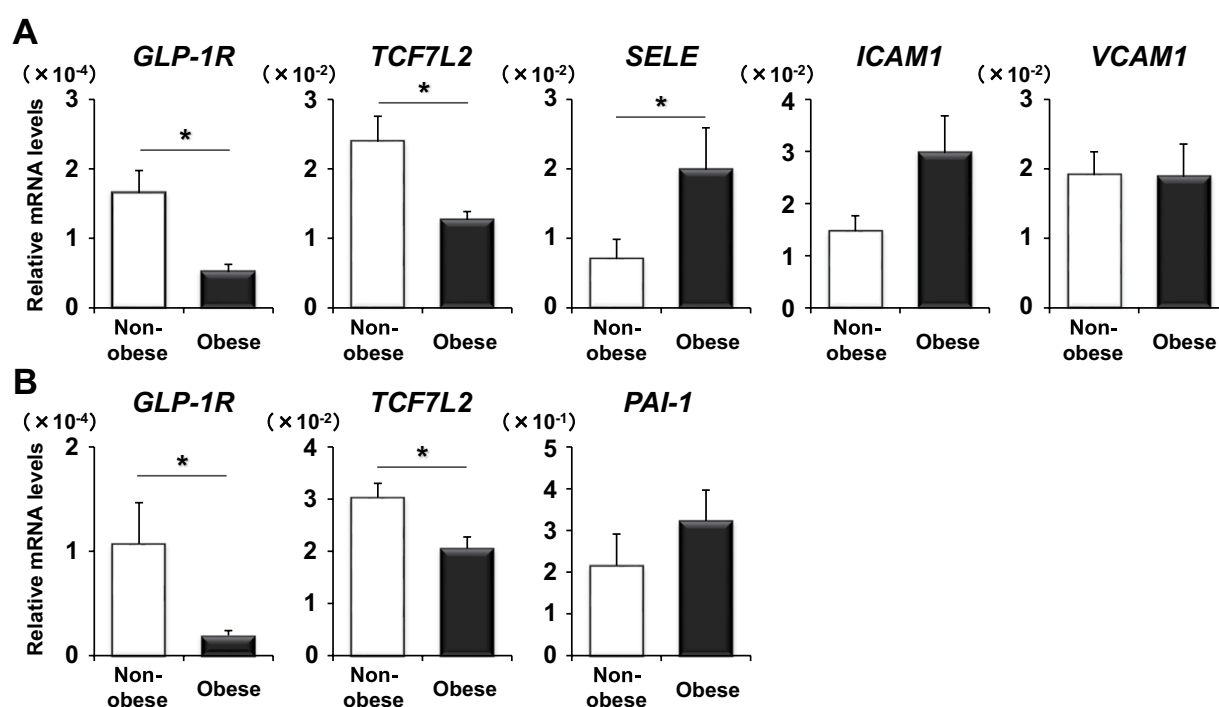 A
GLP-1R TCF7L2 SELE ICAM1 VCAM1
(×10-4) (×10-2) (×10-2) (×10-2) (×10-2)
Relative mRNA levels
3 3 3 4 3
* * *
2 2 2 3 2
1 1 1 2 1
1
0 0 0 0 0
Non-obese Obese Non-obese Obese Non-obese Obese Non-obese Obese Non-obese Obese
B
GLP-1R TCF7L2 PAI-1
(×10-4) (×10-2) (×10-1)
Relative mRNA levels
2 4 5
* *
3 4
1 2 3
1 2
1
0 0 0
Non-obese Obese Non-obese Obese Non-obese Obese